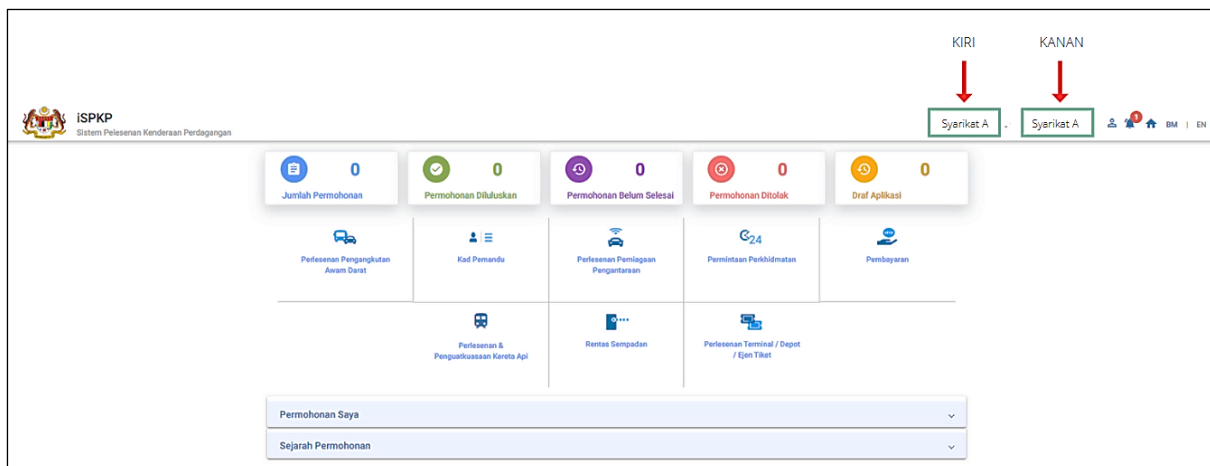 KIRI KANAN
iSPKP
Sistem Pelesenan Kenderaan Perdagangan
Syarikat A Syarikat A 1 BM | EN
0 0 0 0 0
Jumlah Permohonan Permohonan Diluluskan Permohonan Belum Selesai Permohonan Ditolak Draf Aplikasi
24
Perlesenan Pengangkutan Awam Darat
Kad Pemandu
Perlesenan Perniagaan Pengantaraan
Permintaan Perkhidmatan
Pembayaran
Perlesenan &
Penguatkuasaan Kereta Api
Rentas Sempadan
Perlesenan Terminal / Depot
/ Ejen Tiket
Permohonan Saya
Sejarah Permohonan